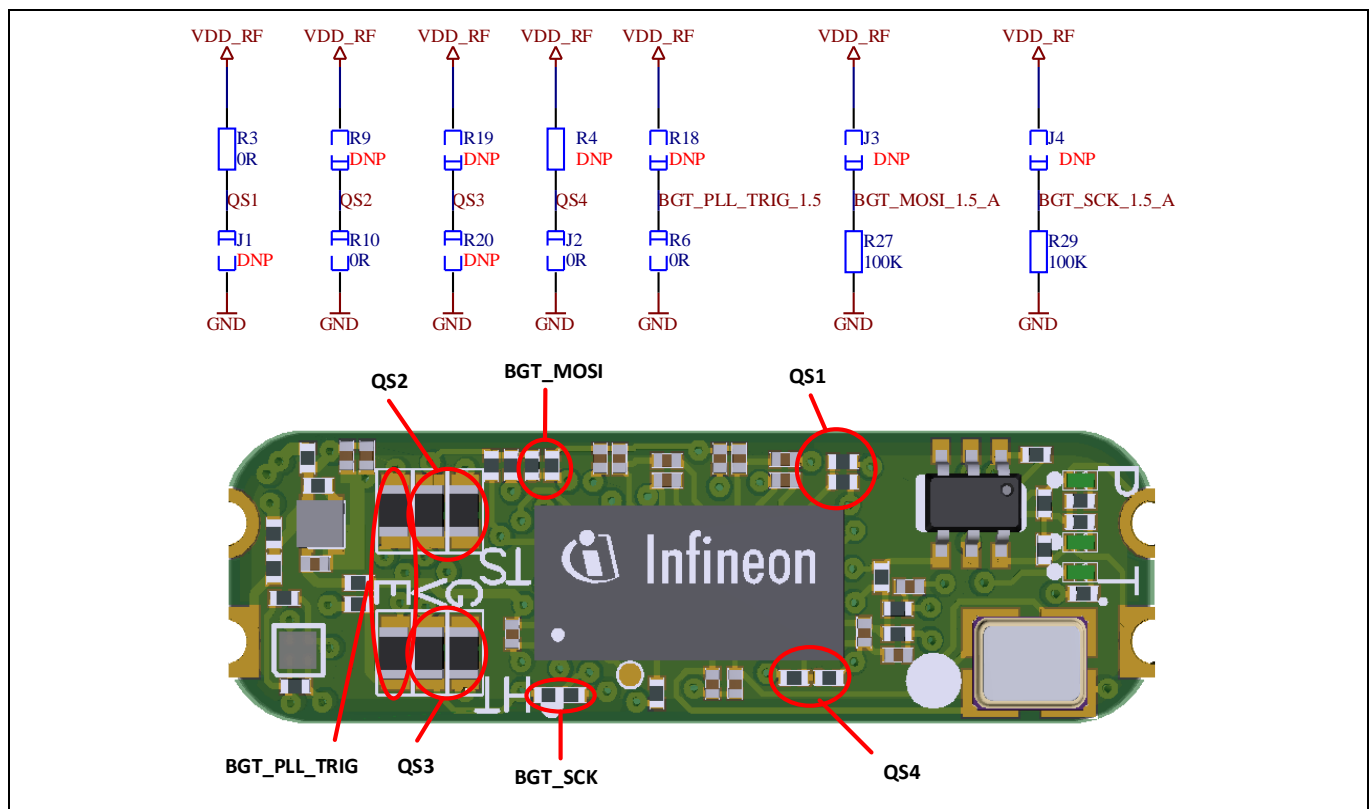 VDD_RF VDD_RF VDD_RF VDD_RF VDD_RF VDD_RF VDD_RF
R3 R9 R19 R4 R18 J3 J4
0R DNP DNP DNP DNP DNP DNP
QS1 QS2 QS3 QS4 BGT_PLL_TRIG_1.5 BGT_MOSI_1.5_A BGT_SCK_1.5_A
J1 R10 R20 J2 R6 R27 R29
DNP 0R DNP 0R 0R 100K 100K
GND GND GND GND GND GND GND
QS2 BGT_MOSI QS1
Infineon
P
T
TS
G
V
E
HT
BGT_PLL_TRIG QS3 BGT_SCK QS4